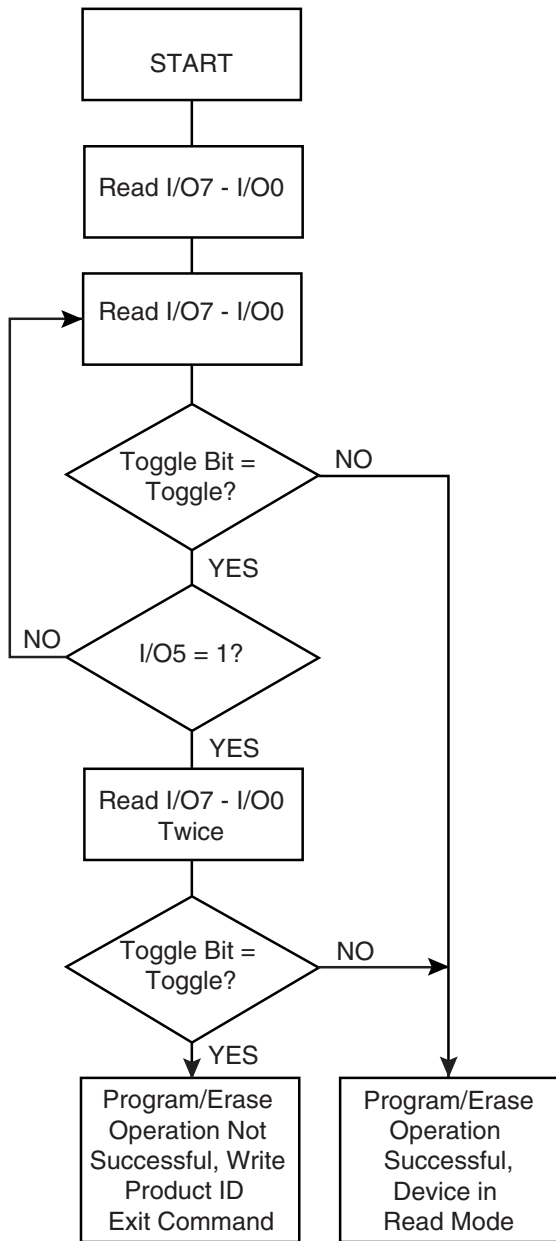 START
Read I/O7 - I/O0
Read I/O7 - I/O0
Toggle Bit =
Toggle?
NO
YES
NO
I/O5 = 1?
YES
Read I/O7 - I/O0
Twice
Toggle Bit =
Toggle?
NO
YES
Program/Erase
Operation Not
Successful, Write
Product ID
Exit Command
Program/Erase
Operation
Successful,
Device in
Read Mode